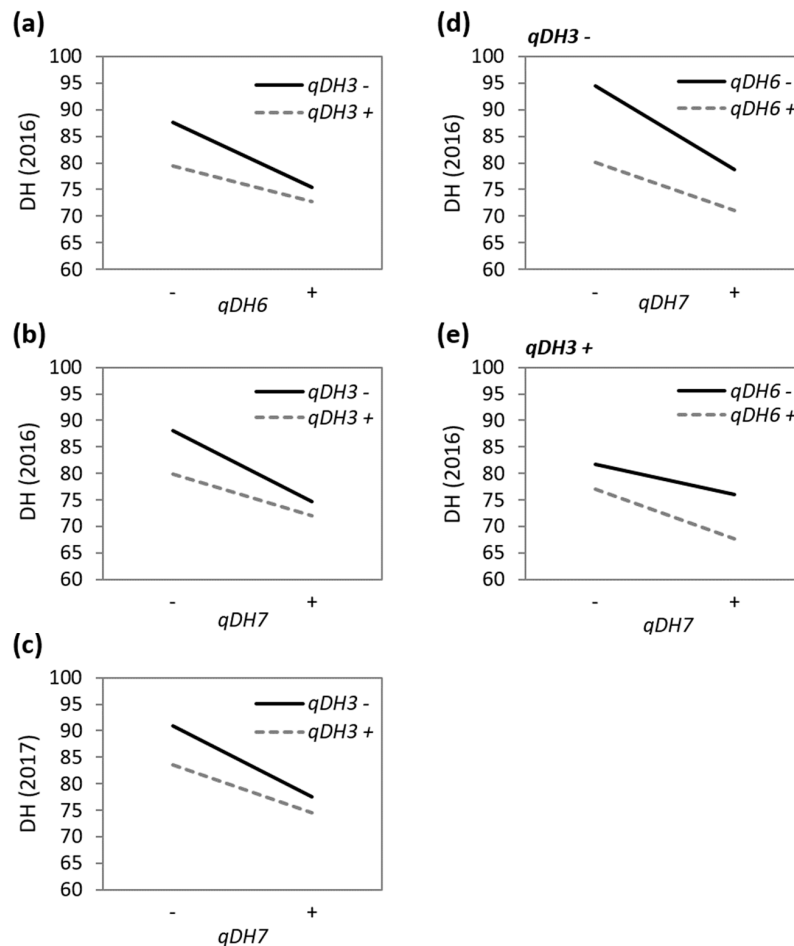 (a)
100
95
90
85
80
75
70
65
60
DH (2016)
qDH3 -
qDH3 +
- +
qDH6
(b)
100
95
90
85
80
75
70
65
60
DH (2016)
qDH3 -
qDH3 +
- +
qDH7
(c)
100
95
90
85
80
75
70
65
60
DH (2017)
qDH3 -
qDH3 +
- +
qDH7
(d)
qDH3 -
100
95
90
85
80
75
70
65
60
DH (2016)
qDH6 -
qDH6 +
- +
qDH7
(e)
qDH3 +
100
95
90
85
80
75
70
65
60
DH (2016)
qDH6 -
qDH6 +
- +
qDH7